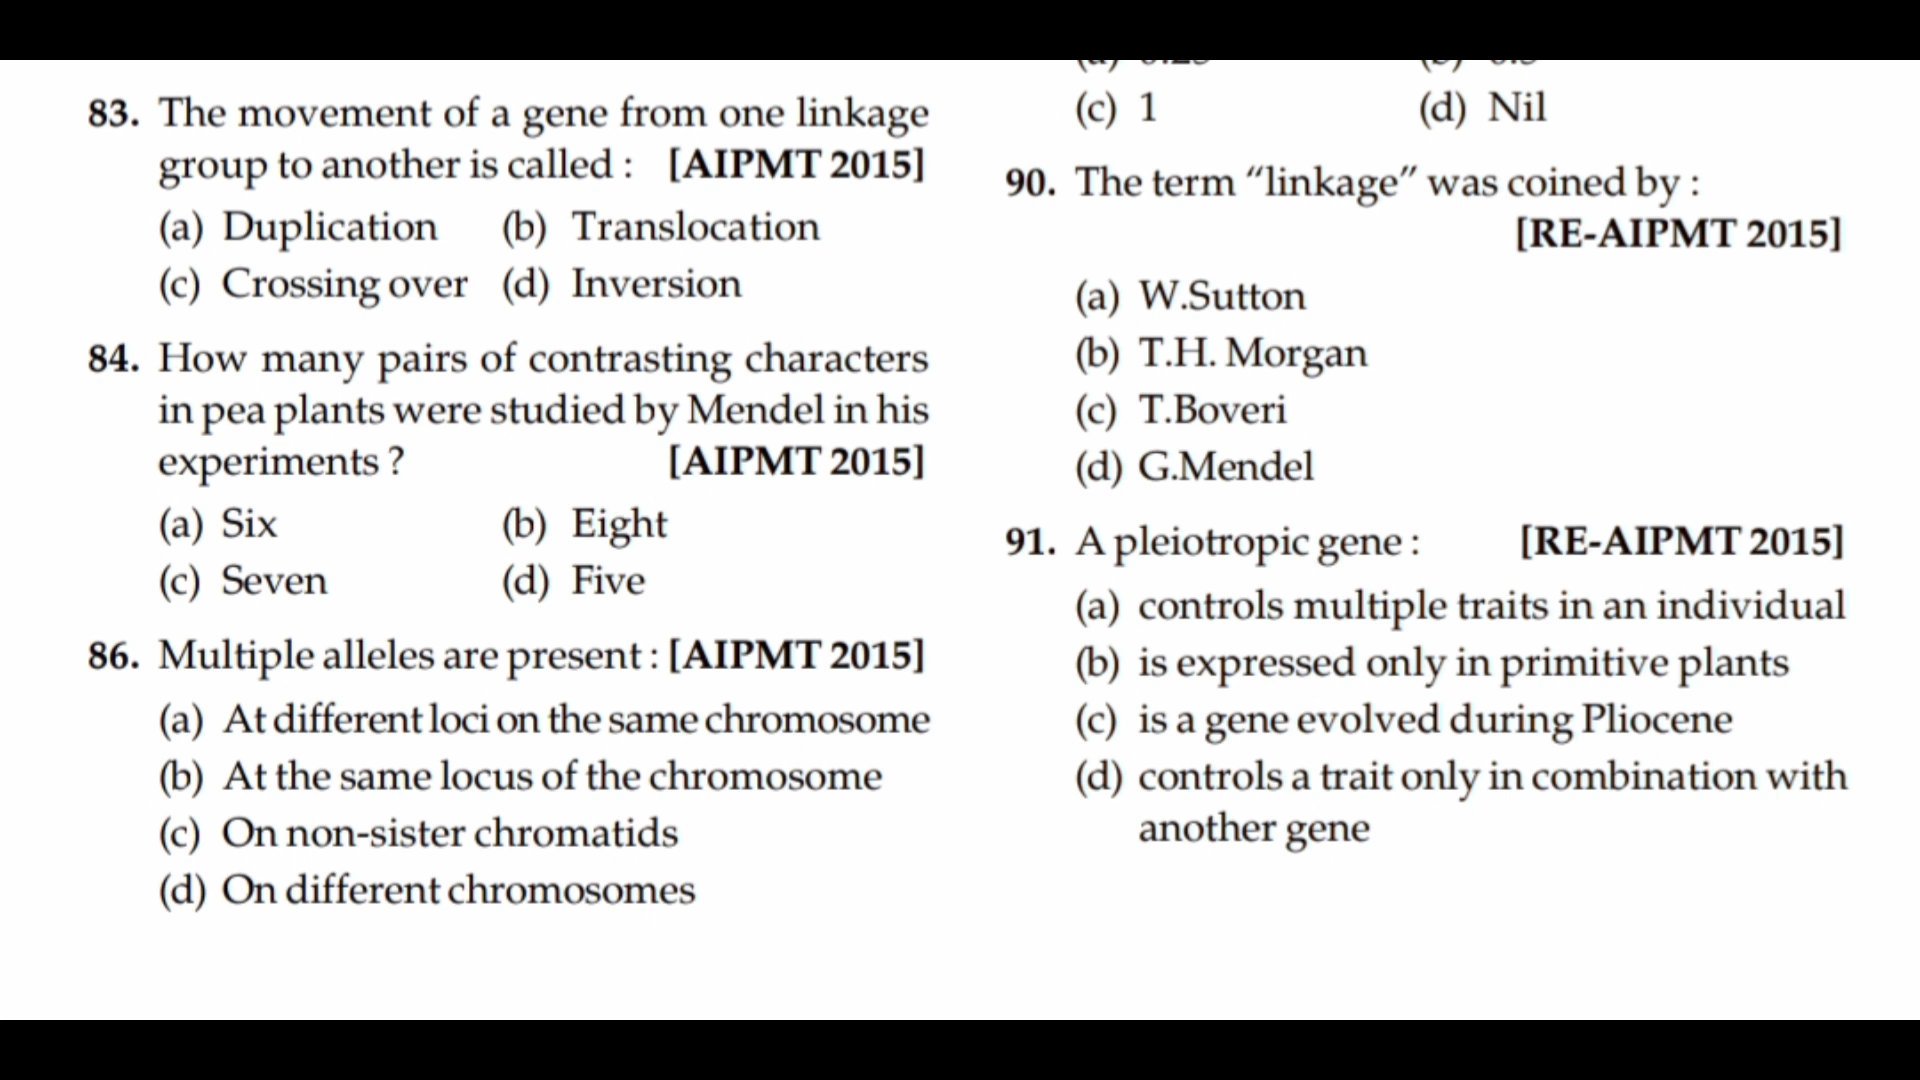 83. The movement of a gene from one linkage
group to another is called : [AIPMT 2015]
(a) Duplication (b) Translocation
(c) Crossing over (d) Inversion
84. How many pairs of contrasting characters
in pea plants were studied by Mendel in his
experiments ? [AIPMT 2015]
(a) Six (b) Eight
(c) Seven (d) Five
86. Multiple alleles are present : [AIPMT 2015]
(a) At different loci on the same chromosome
(b) At the same locus of the chromosome
(c) On non-sister chromatids
(d) On different chromosomes
(c) 1 (d) Nil
90. The term “linkage” was coined by :
[RE-AIPMT 2015]
(a) W.Sutton
(b) T.H. Morgan
(c) T.Boveri
(d) G.Mendel
91. A pleiotropic gene : [RE-AIPMT 2015]
(a) controls multiple traits in an individual
(b) is expressed only in primitive plants
(c) is a gene evolved during Pliocene
(d) controls a trait only in combination with
another gene